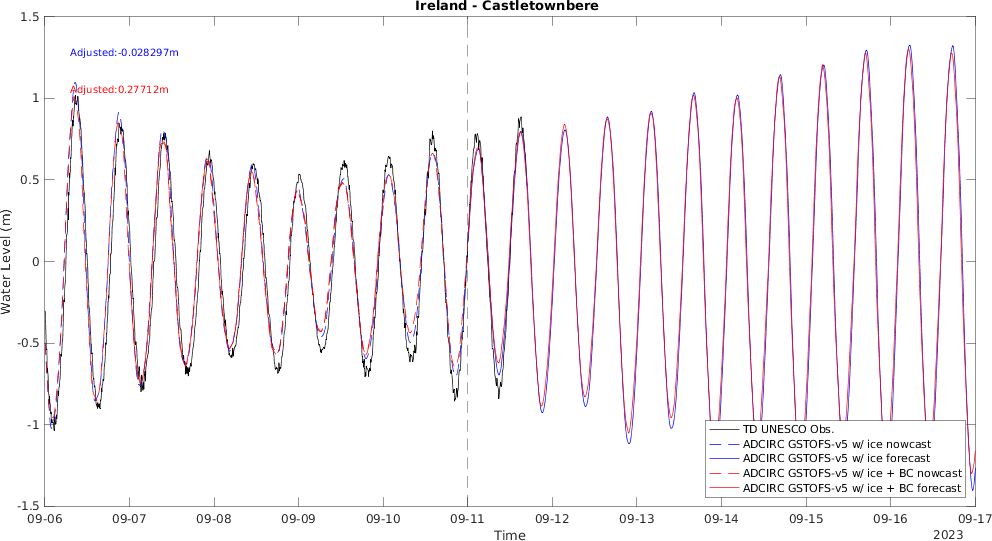 Ireland - Castletownbere
1.5
Adjusted:-0.028297m
Adjusted:0.27712m
1
0.5
0
-0.5
-1
-1.5
Water Level (m)
TD UNESCO Obs.
ADCIRC GSTOFS-v5 w/ ice nowcast
ADCIRC GSTOFS-v5 w/ ice forecast
ADCIRC GSTOFS-v5 w/ ice + BC nowcast
ADCIRC GSTOFS-v5 w/ ice + BC forecast
09-06 09-07 09-08 09-09 09-10 09-11 09-12 09-13 09-14 09-15 09-16 09-17
Time
2023